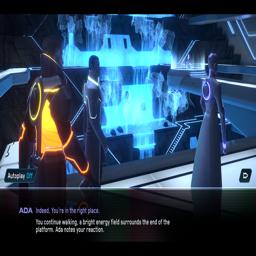 Autoplay Off
ADA Indeed. You're in the right place.
You continue walking, a bright energy field surrounds the end of the
platform. Ada notes your reaction.